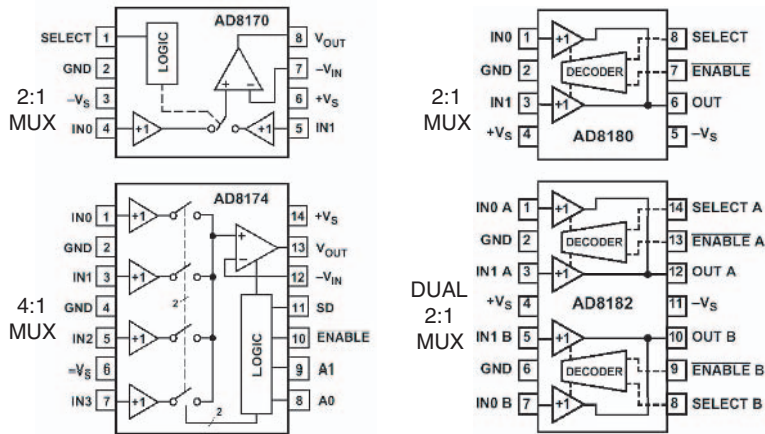 2:1
MUX
AD8170
SELECT 1
GND 2
–VS 3
IN0 4
LOGIC
+1
+1
+
–
8 VOUT
7 –VIN
6 +VS
5 IN1
2:1
MUX
AD8180
IN0 1
GND 2
IN1 3
+VS 4
+1
DECODER
+1
8 SELECT
7 ENABLE
6 OUT
5 –VS
4:1
MUX
AD8174
IN0 1
GND 2
IN1 3
GND 4
IN2 5
–VS 6
IN3 7
+1
+1
+1
+1
2
2
+
–
LOGIC
14 +VS
13 VOUT
12 –VIN
11 SD
10 ENABLE
9 A1
8 A0
DUAL
2:1
MUX
AD8182
IN0 A 1
GND 2
IN1 A 3
+VS 4
IN1 B 5
GND 6
IN0 B 7
+1
DECODER
+1
+1
DECODER
+1
14 SELECT A
13 ENABLE A
12 OUT A
11 –VS
10 OUT B
9 ENABLE B
8 SELECT B